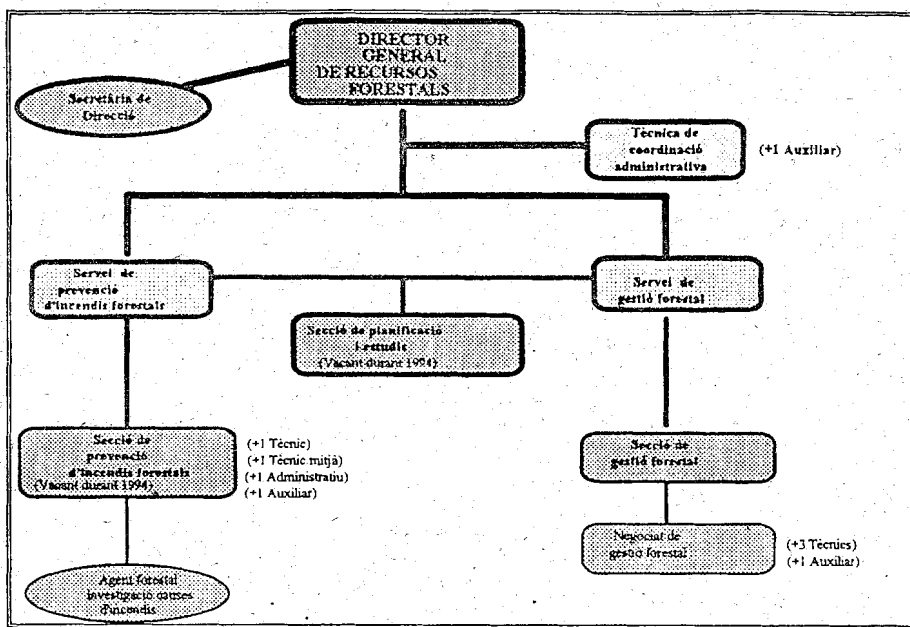 DIRECTOR
GENERAL
DE RECURSOS
FORESTALS
Secretària de
Direcció
Tècnica de
coordinació
administrativa
(+1 Auxiliar)
Servei de
prevenció
d'incendis forestals
Servei de
gestió forestal
Secció de planificació
i estudis
(Vacant durant 1994)
Secció de
prevenció
d'incendis forestals
(Vacant durant 1994)
(+1 Tècnic)
(+1 Tècnic mitjà)
(+1 Administratiu)
(+1 Auxiliar)
Secció de
gestió forestal
Negociat de
gestió forestal
(+3 Tècnics)
(+1 Auxiliar)
Agent forestal
investigació causes
d'incendis